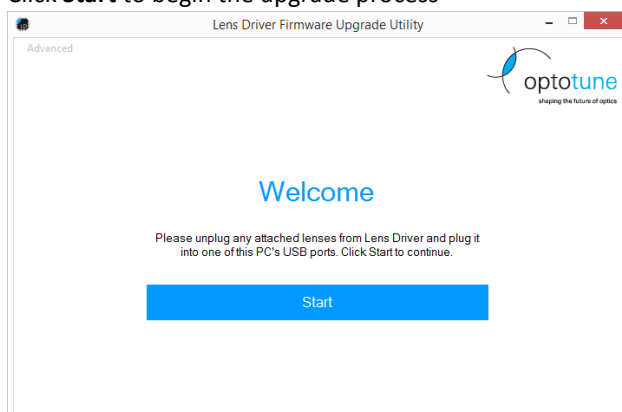 Click Start to begin the upgrade process
Lens Driver Firmware Upgrade Utility
Advanced
optotune
shaping the future of optics
Welcome
Please unplug any attached lenses from Lens Driver and plug it
into one of this PC's USB ports. Click Start to continue.
Start